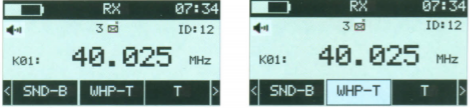 RX 07:34
3 ID:12
K01: 40.025 MHz
< SND-B WHP-T T >
RX 07:34
3 ID:12
K01: 40.025 MHz
< SND-B WHP-T T >